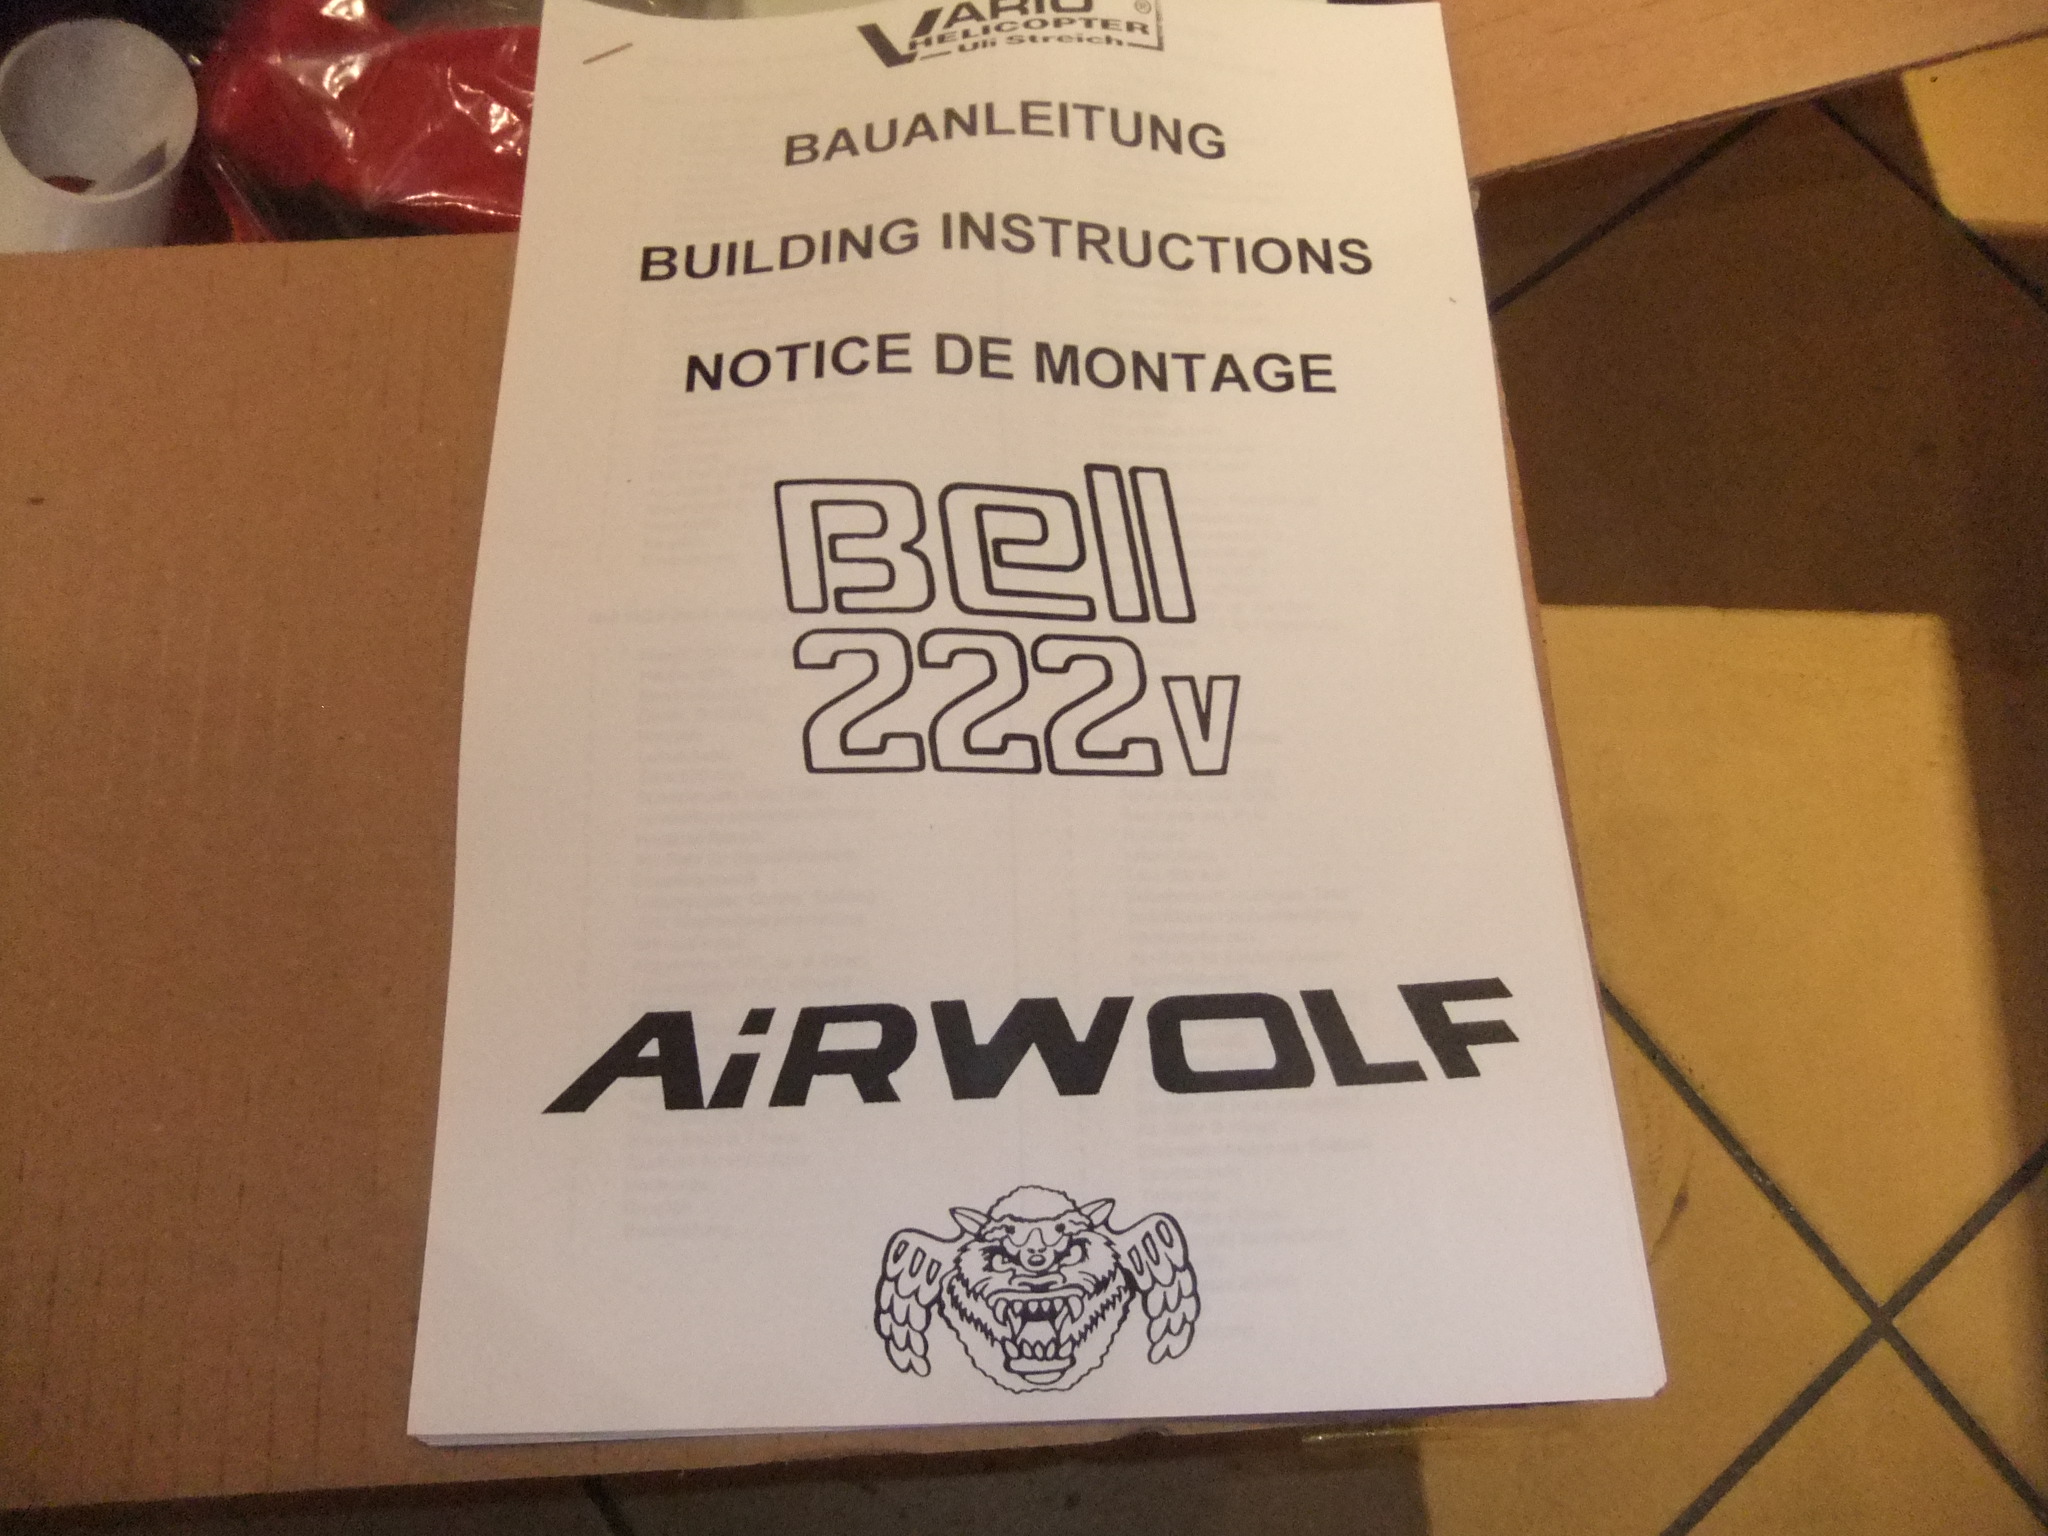 VARIO ®
HELICOPTER
Uli Streich
BAUANLEITUNG
BUILDING INSTRUCTIONS
NOTICE DE MONTAGE
Bell
222v
AiRWOLF